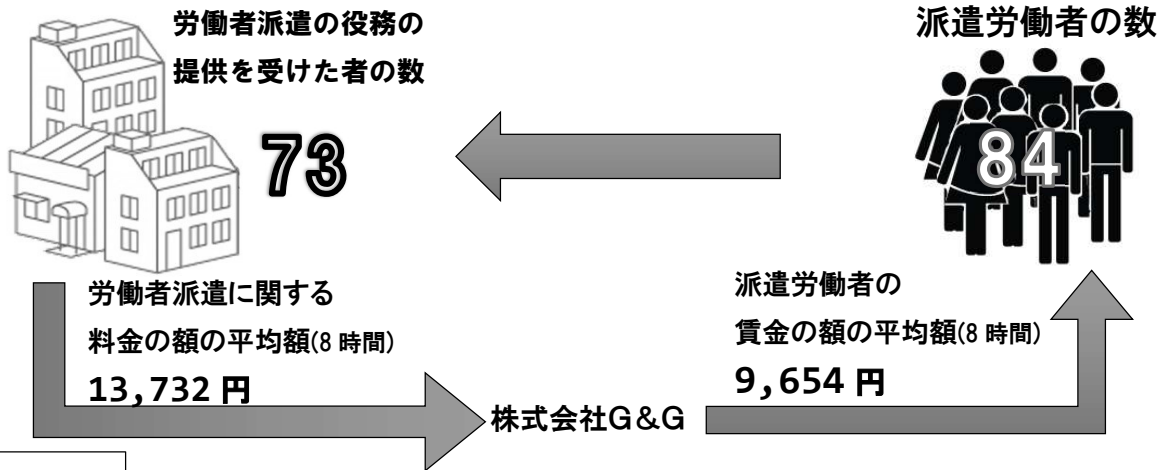 労働者派遣の役務の
提供を受けた者の数
73
派遣労働者の数
84
労働者派遣に関する
料金の額の平均額(8 時間)
13,732 円
派遣労働者の
賃金の額の平均額(8 時間)
9,654 円
株式会社G&G